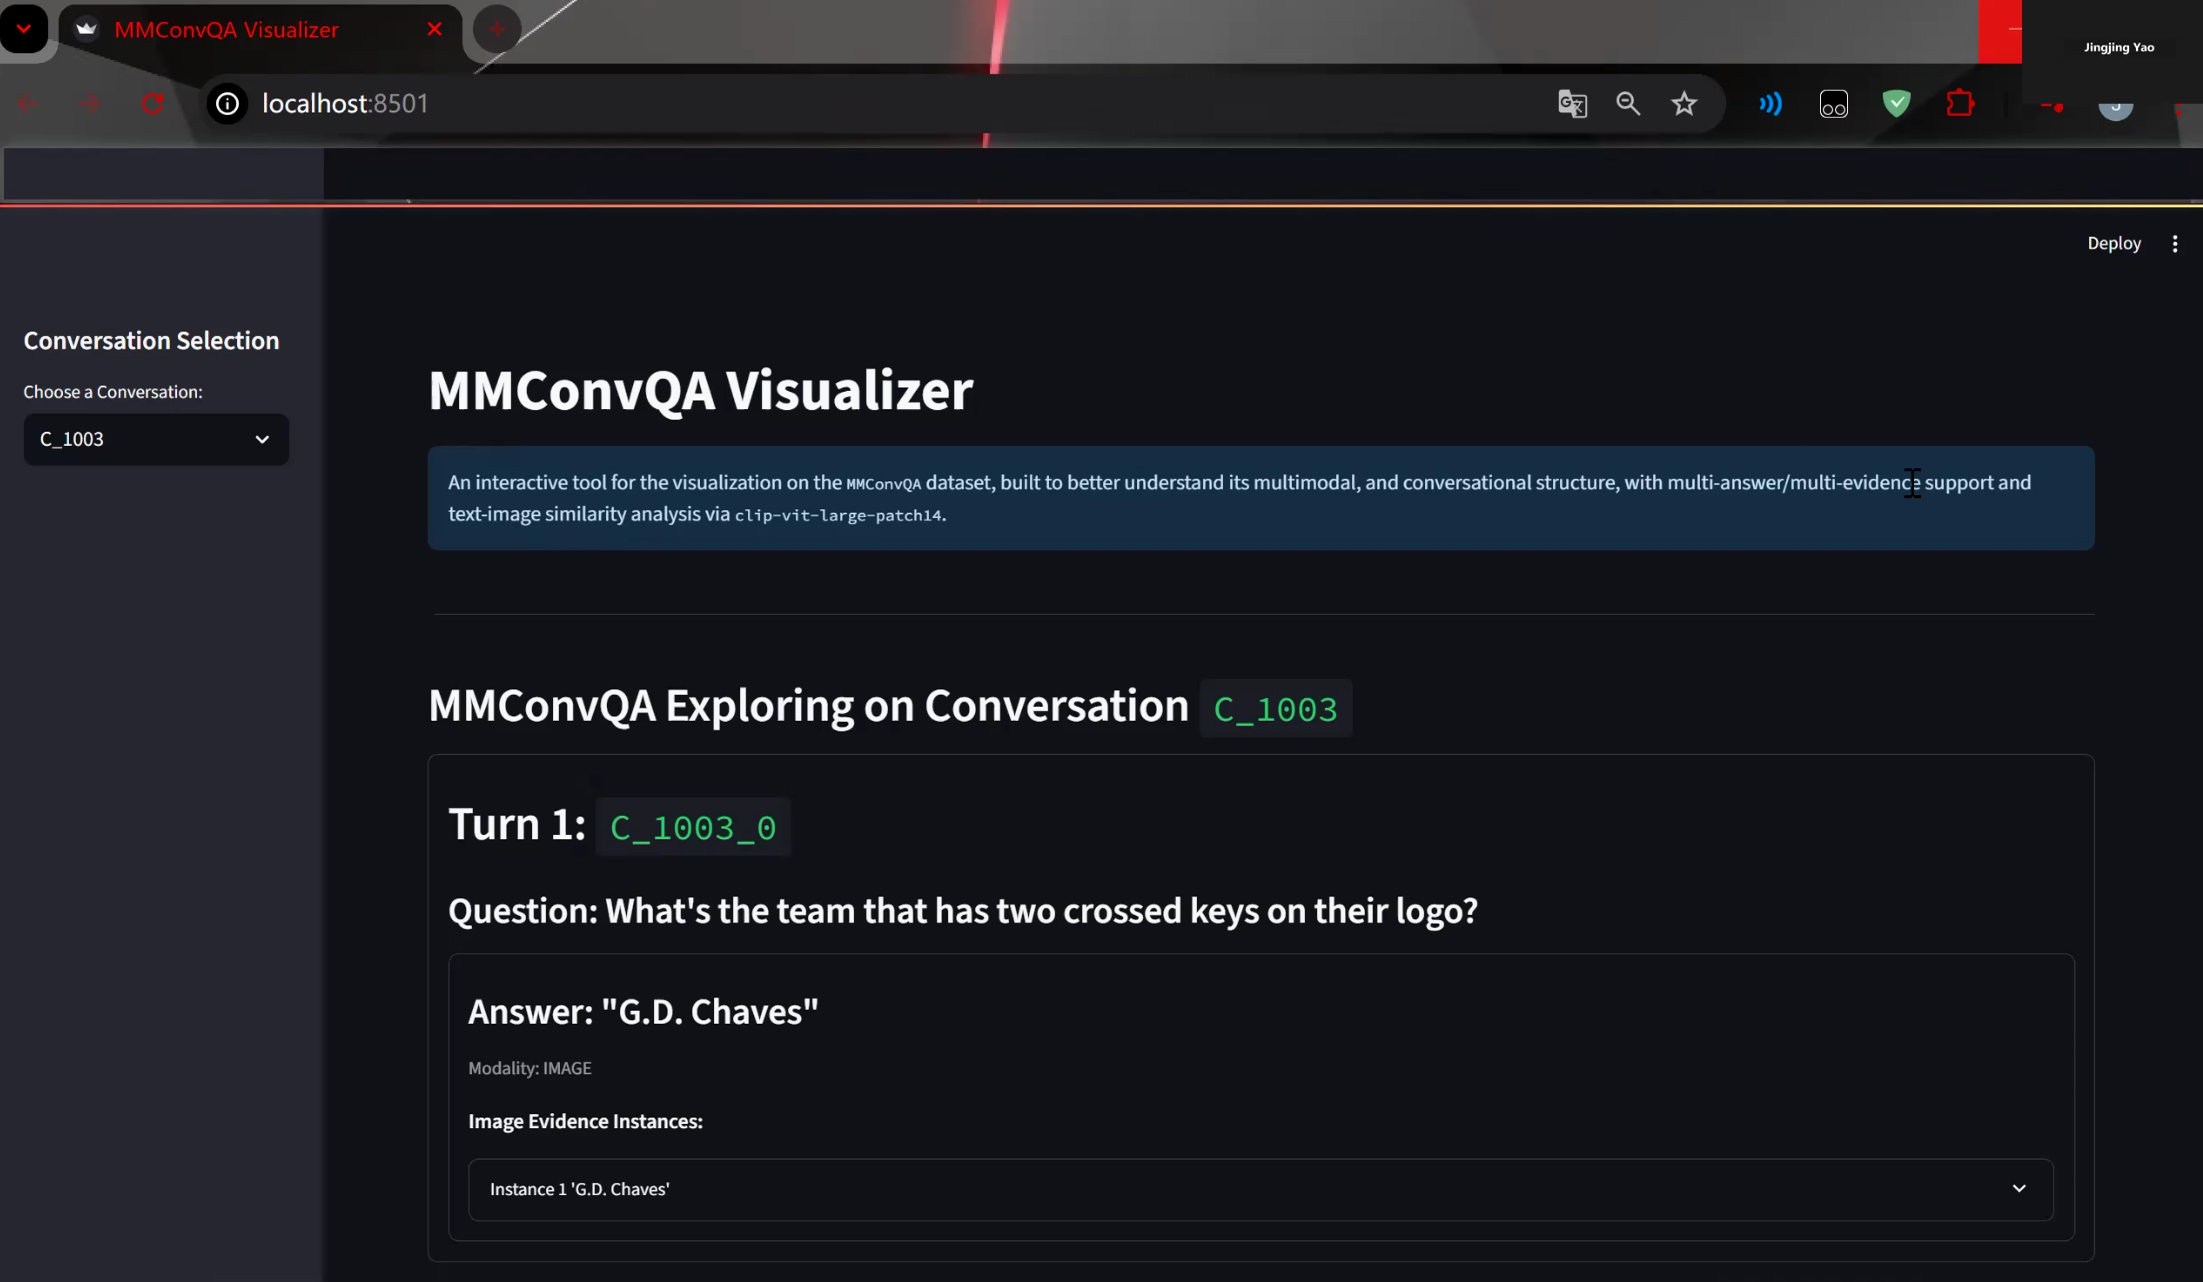 MMConvQA Visualizer
Jingjing Yao
localhost:8501
Deploy
Conversation Selection
Choose a Conversation:
C_1003
MMConvQA Visualizer
An interactive tool for the visualization on the MMConvQA dataset, built to better understand its multimodal, and conversational structure, with multi-answer/multi-evidence support and
text-image similarity analysis via clip-vit-large-patch14.
MMConvQA Exploring on Conversation C_1003
Turn 1: C_1003_0
Question: What's the team that has two crossed keys on their logo?
Answer: "G.D. Chaves"
Modality: IMAGE
Image Evidence Instances:
Instance 1 'G.D. Chaves'